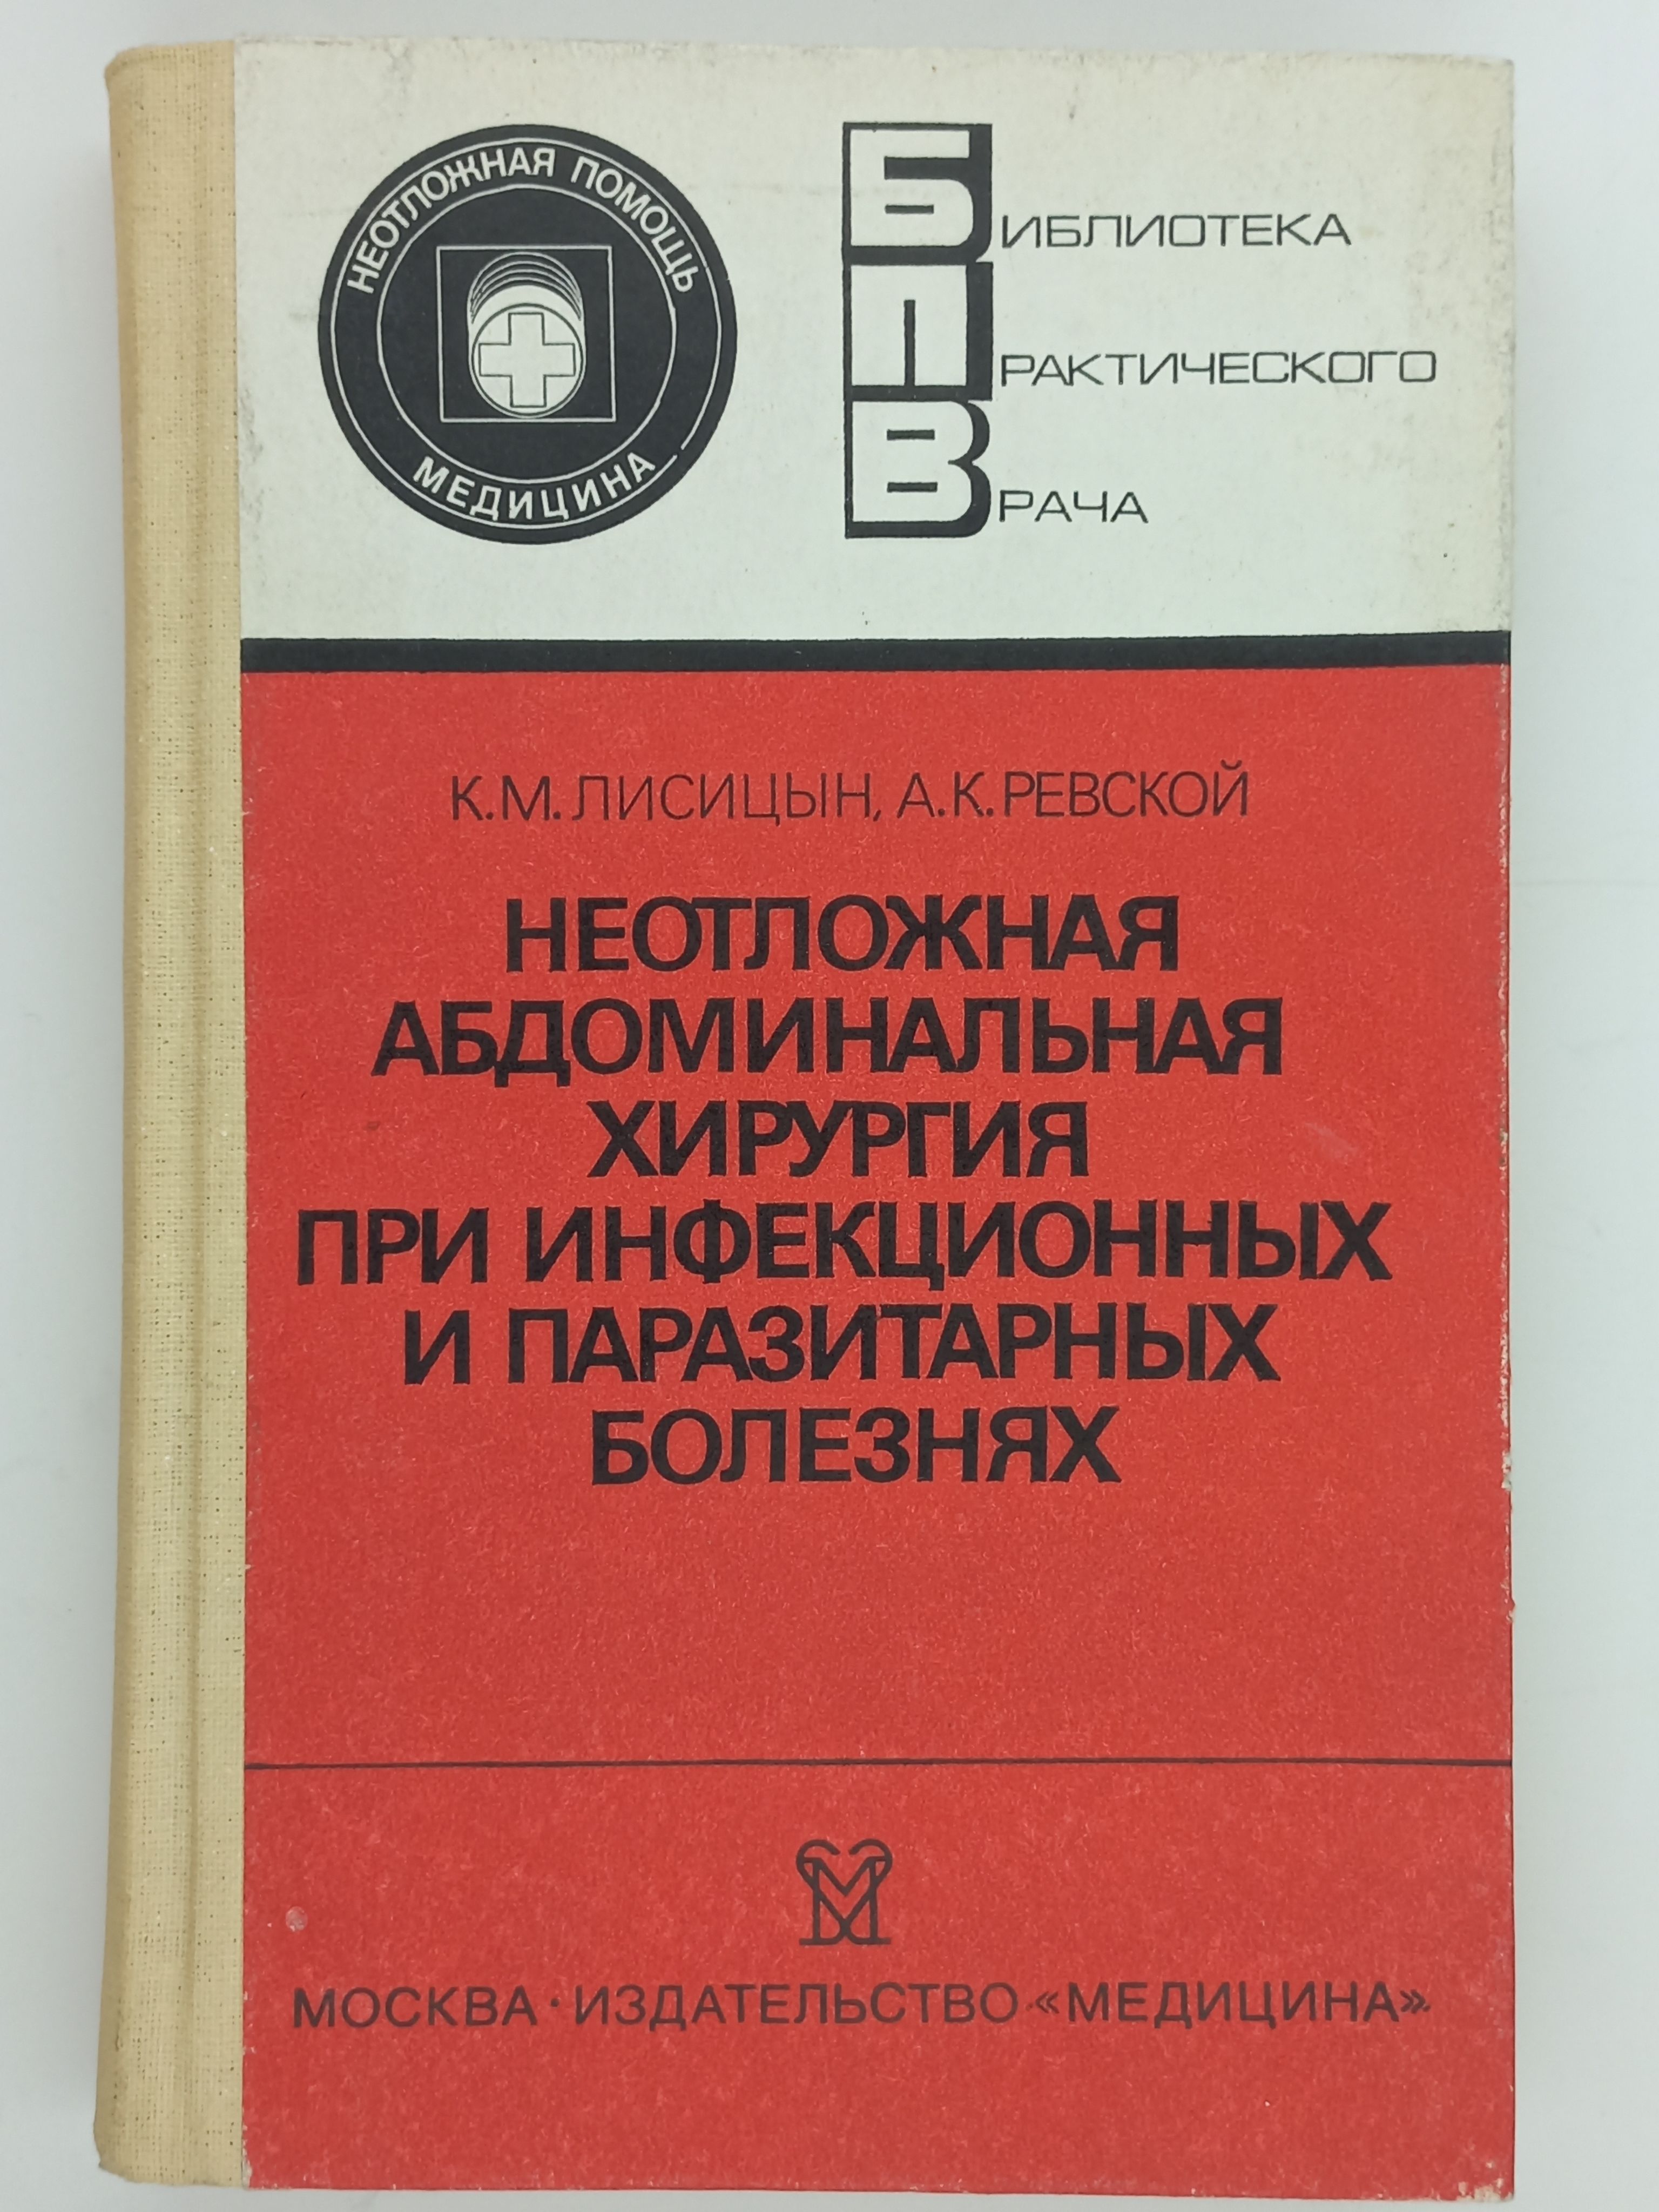 НЕОТЛОЖНАЯ ПОМОЩЬ
МЕДИЦИНА
БИБЛИОТЕКА
ПРАКТИЧЕСКОГО
ВРАЧА
К.М.ЛИСИЦЫН, А.К.РЕВСКОЙ
НЕОТЛОЖНАЯ
АБДОМИНАЛЬНАЯ
ХИРУРГИЯ
ПРИ ИНФЕКЦИОННЫХ
И ПАРАЗИТАРНЫХ
БОЛЕЗНЯХ
МОСКВА · ИЗДАТЕЛЬСТВО «МЕДИЦИНА»